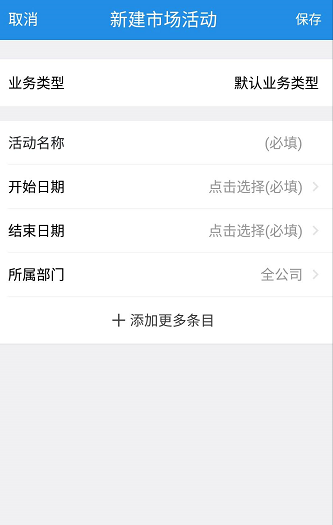 取消 新建市场活动 保存
业务类型 默认业务类型
活动名称 (必填)
开始日期 点击选择(必填)
结束日期 点击选择(必填)
所属部门 全公司
＋ 添加更多条目